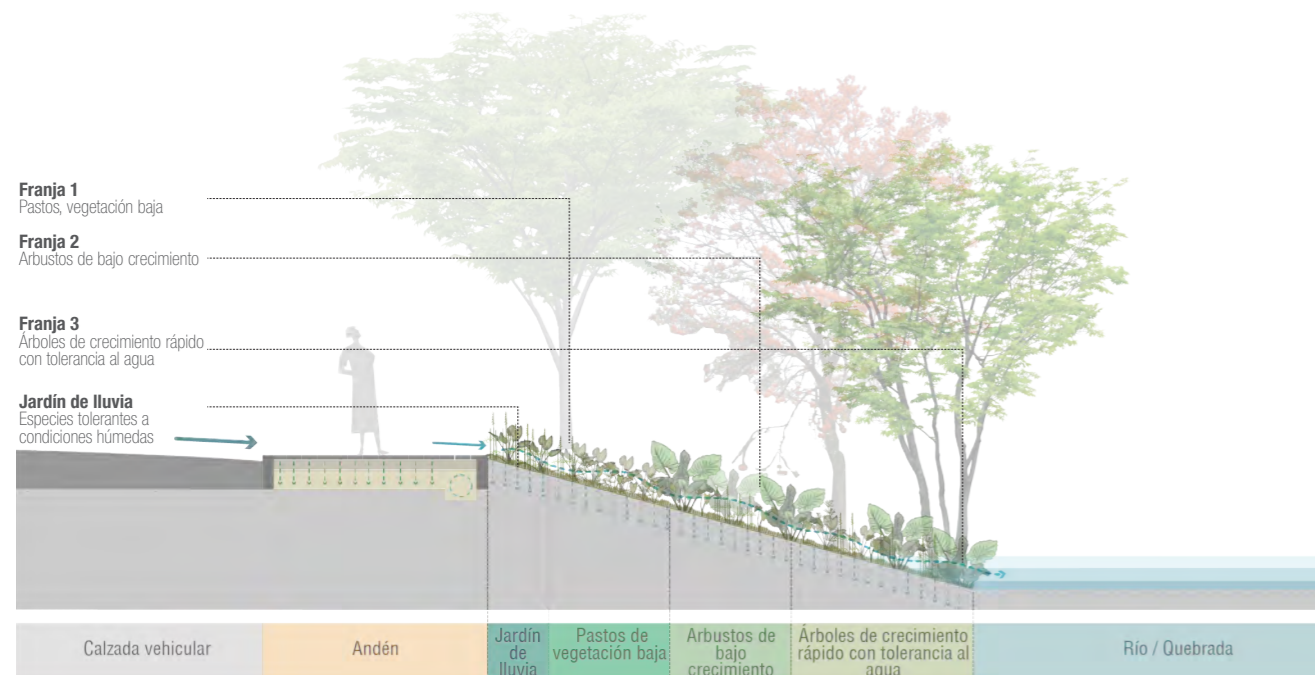 Franja 1
Pastos, vegetación baja
Franja 2
Arbustos de bajo crecimiento
Franja 3
Árboles de crecimiento rápido
con tolerancia al agua
Jardín de lluvia
Especies tolerantes a
condiciones húmedas
Calzada vehicular
Andén
Jardín
de
lluvia
Pastos de
vegetación baja
Arbustos de
bajo
crecimiento
Árboles de crecimiento
rápido con tolerancia al
agua
Río / Quebrada